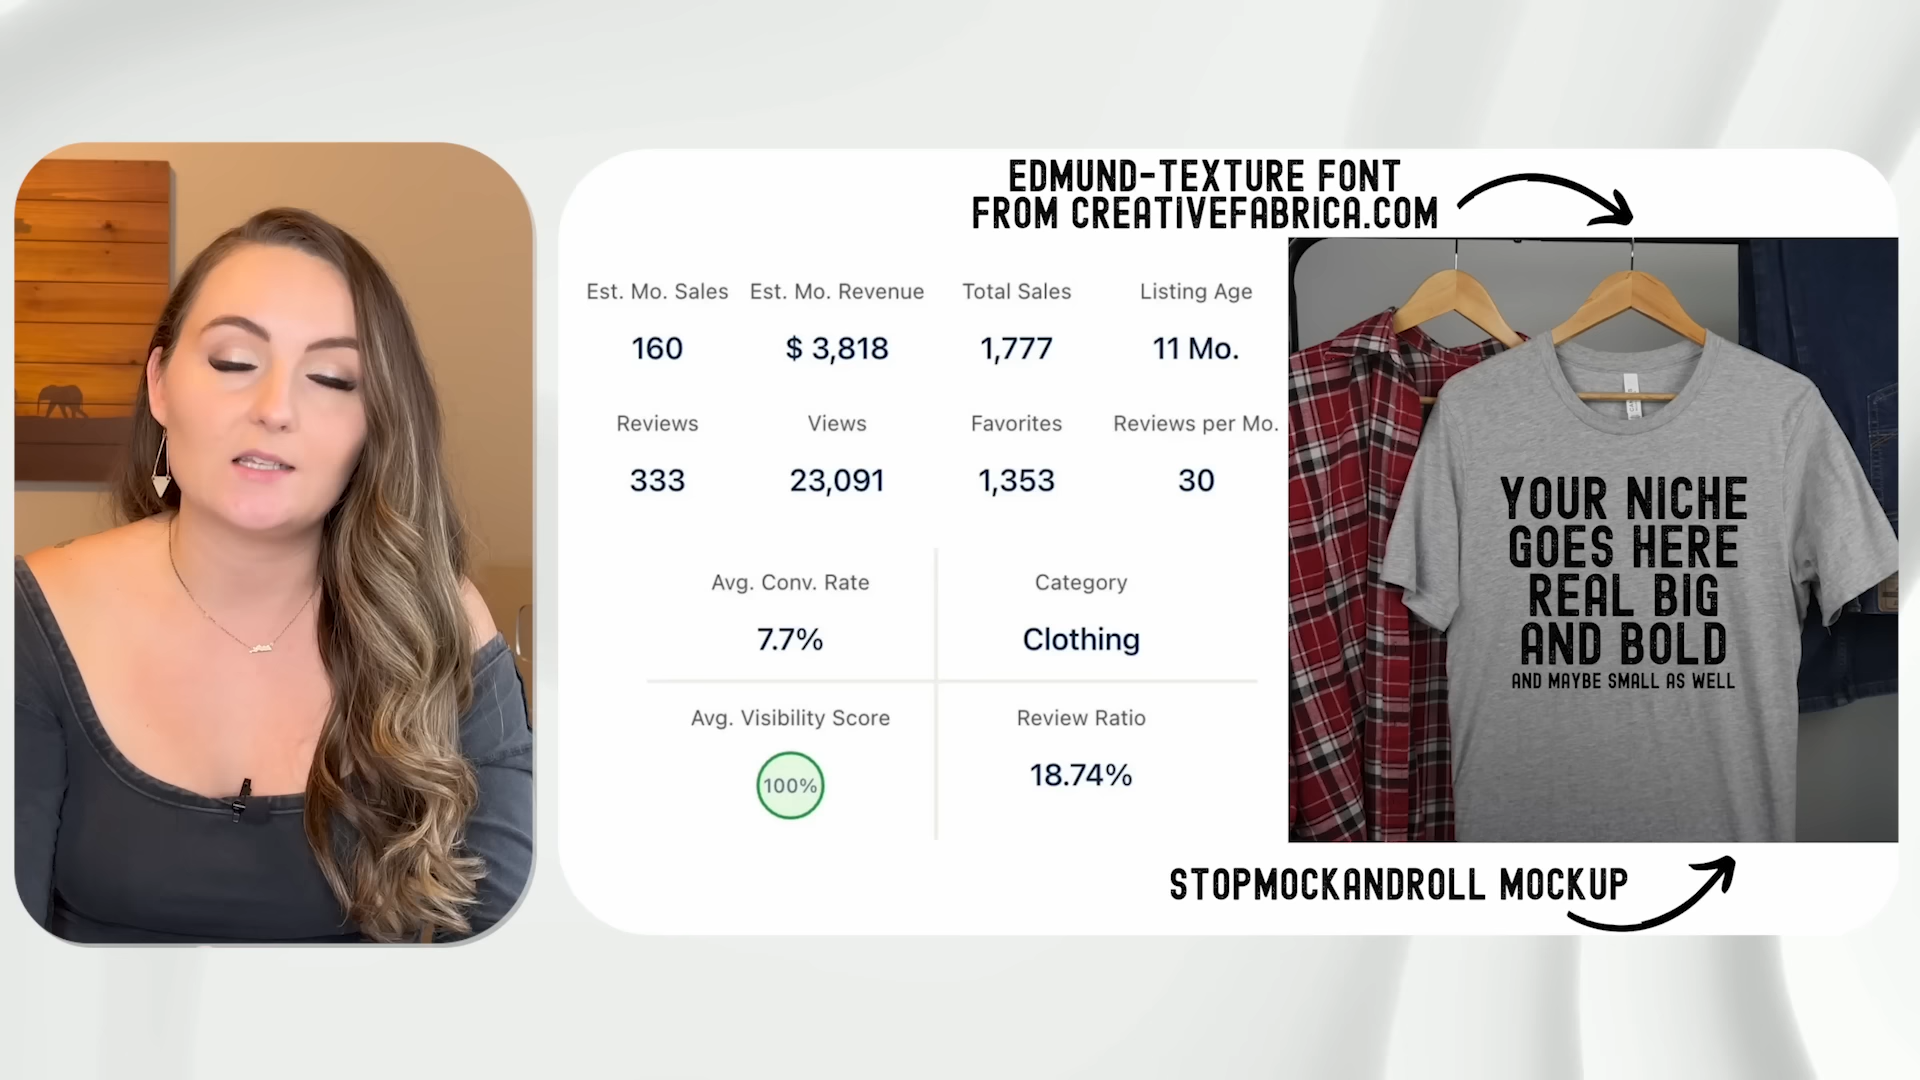 EDMUND-TEXTURE FONT
FROM CREATIVEFABRICA.COM
Est. Mo. Sales
Est. Mo. Revenue
Total Sales
Listing Age
160
$ 3,818
1,777
11 Mo.
Reviews
Views
Favorites
Reviews per Mo.
333
23,091
1,353
30
Avg. Conv. Rate
Category
7.7%
Clothing
Avg. Visibility Score
Review Ratio
100%
18.74%
YOUR NICHE
GOES HERE
REAL BIG
AND BOLD
AND MAYBE SMALL AS WELL
STOPMOCKANDROLL MOCKUP